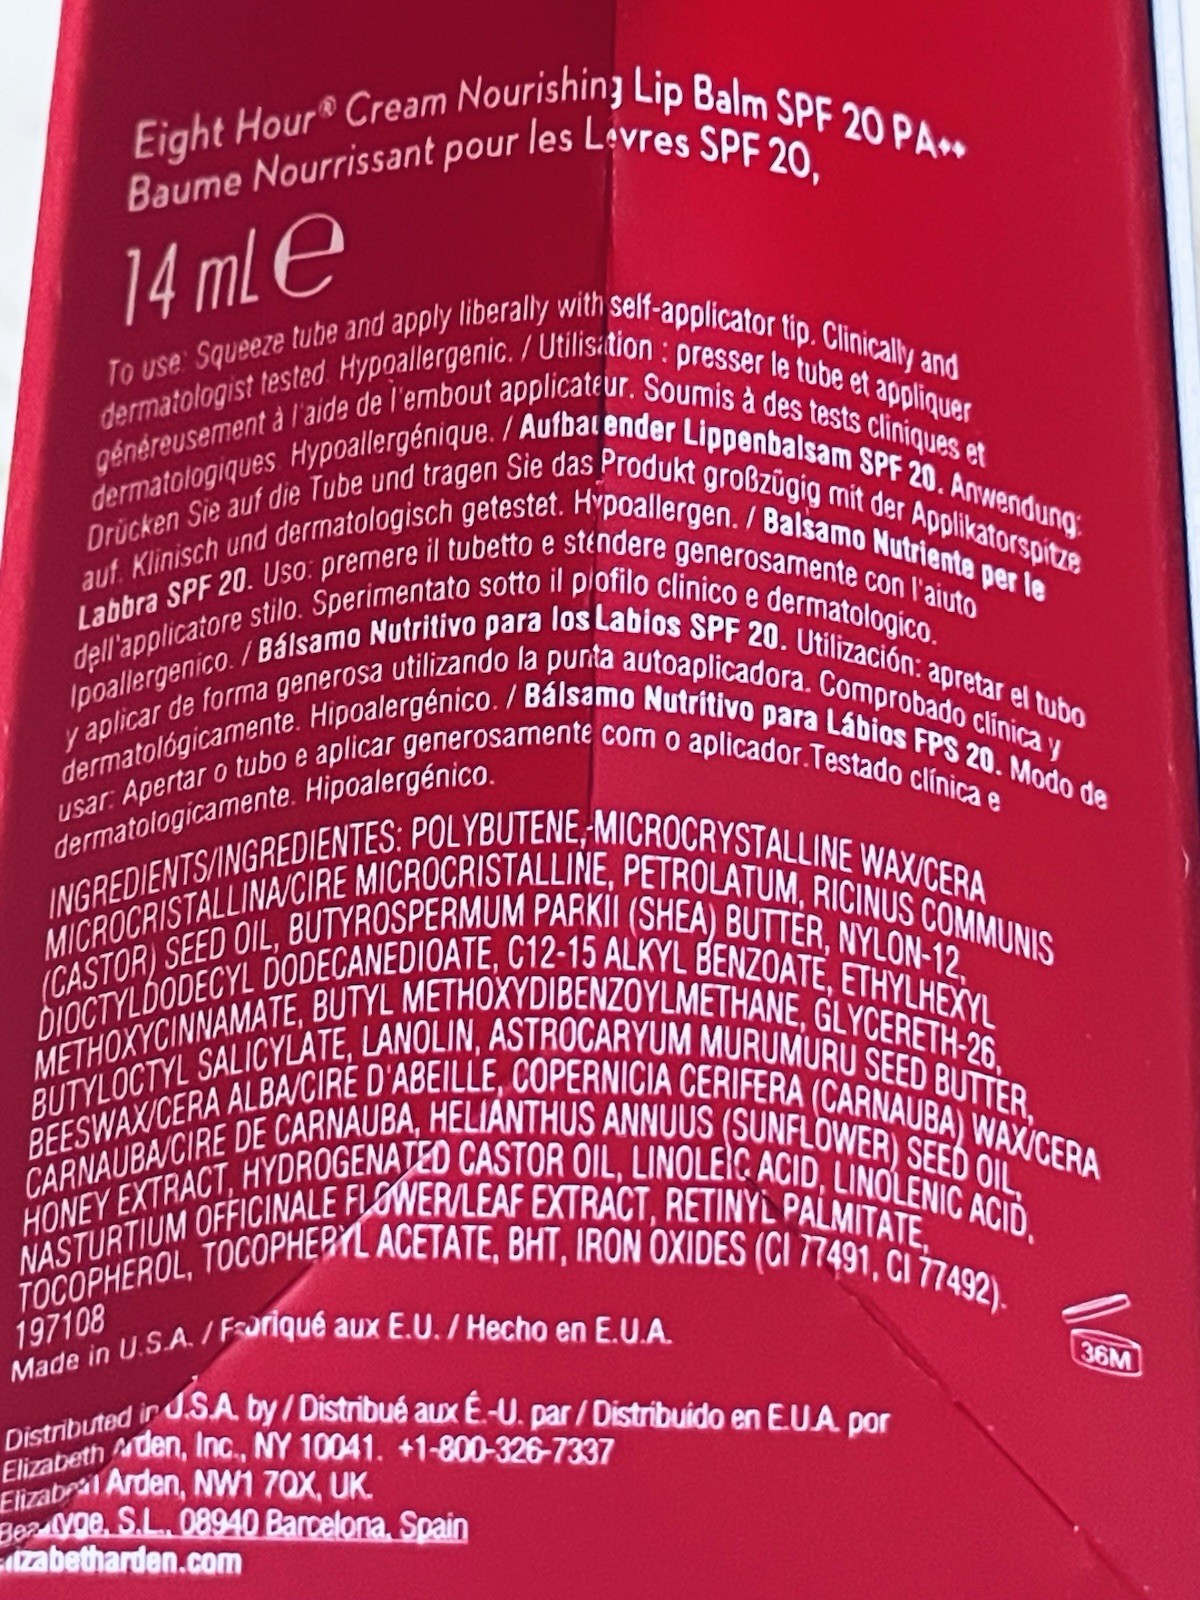 Eight Hour® Cream Nourishing Lip Balm SPF 20 PA++
Baume Nourrissant pour les Lèvres SPF 20,
14 ml e
To use: Squeeze tube and apply liberally with self-applicator tip. Clinically and
dermatologist tested. Hypoallergenic. / Utilisation : presser le tube et appliquer
généreusement à l'aide de l'embout applicateur. Soumis à des tests cliniques et
dermatologiques. Hypoallergénique. / Aufbauender Lippenbalsam SPF 20. Anwendung:
Drücken Sie auf die Tube und tragen Sie das Produkt großzügig mit der Applikatorspitze
auf. Klinisch und dermatologisch getestet. Hypoallergen. / Balsamo Nutriente per le
Labbra SPF 20. Uso: premere il tubetto e stendere generosamente con l'aiuto
dell'applicatore stilo. Sperimentato sotto il profilo clinico e dermatologico.
Ipoallergenico. / Bálsamo Nutritivo para los Labios SPF 20. Utilización: apretar el tubo
y aplicar de forma generosa utilizando la punta autoaplicadora. Comprobado clínica y
dermatológicamente. Hipoalergénico. / Bálsamo Nutritivo para Lábios FPS 20. Modo de
usar: Apertar o tubo e aplicar generosamente com o aplicador.Testado clínica e
dermatologicamente. Hipoalergénico.
INGREDIENTS/INGREDIENTES: POLYBUTENE, MICROCRYSTALLINE WAX/CERA
MICROCRISTALLINA/CIRE MICROCRISTALLINE, PETROLATUM, RICINUS COMMUNIS
(CASTOR) SEED OIL, BUTYROSPERMUM PARKII (SHEA) BUTTER, NYLON-12,
DIOCTYLDODECYL DODECANEDIOATE, C12-15 ALKYL BENZOATE, ETHYLHEXYL
METHOXYCINNAMATE, BUTYL METHOXYDIBENZOYLMETHANE, GLYCERETH-26,
BUTYLOCTYL SALICYLATE, LANOLIN, ASTROCARYUM MURUMURU SEED BUTTER,
BEESWAX/CERA ALBA/CIRE D'ABEILLE, COPERNICIA CERIFERA (CARNAUBA) WAX/CERA
CARNAUBA/CIRE DE CARNAUBA, HELIANTHUS ANNUUS (SUNFLOWER) SEED OIL,
HONEY EXTRACT, HYDROGENATED CASTOR OIL, LINOLEIC ACID, LINOLENIC ACID,
NASTURTIUM OFFICINALE FLOWER/LEAF EXTRACT, RETINYL PALMITATE,
TOCOPHEROL, TOCOPHERYL ACETATE, BHT, IRON OXIDES (CI 77491, CI 77492).
197108
Made in U.S.A. / Fabriqué aux E.U. / Hecho en E.U.A.
36M
Distributed in U.S.A. by / Distribué aux É.-U. par / Distribuido en E.U.A. por
Elizabeth Arden, Inc., NY 10041. +1-800-326-7337
Elizabeth Arden, NW1 7QX, UK.
Beautyge, S.L., 08940 Barcelona, Spain
elizabetharden.com